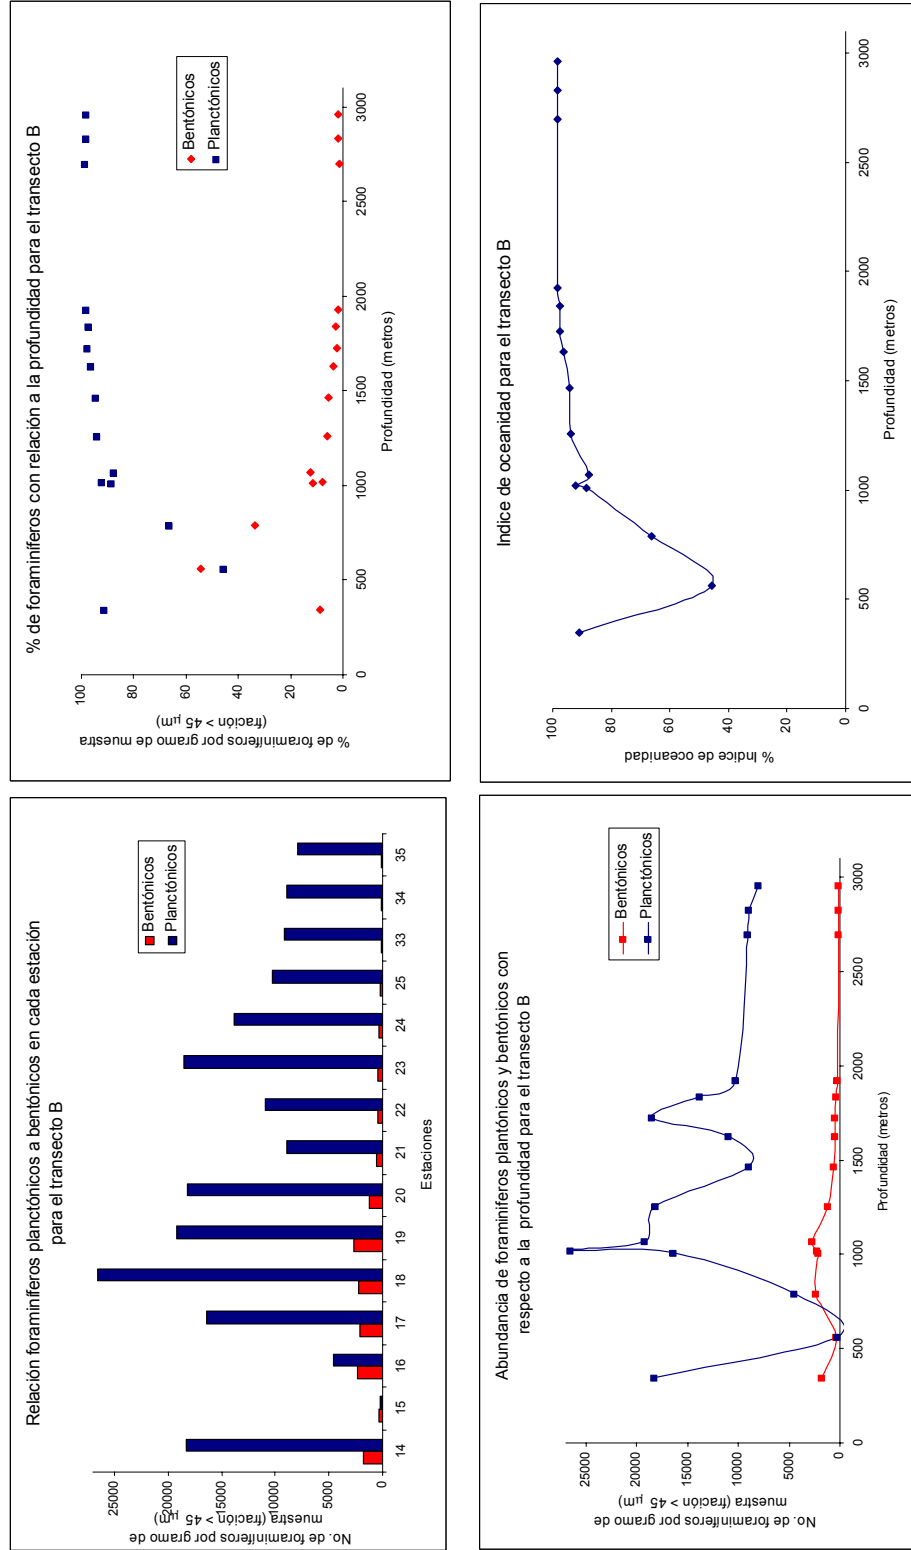 Relación foraminíferos planctónicos a bentónicos en cada estación
para el transecto B
Bentónicos
Planctónicos
No. de foraminíferos por gramo de
muestra (fracción > 45 µm)
25000
20000
15000
10000
5000
0
14 15 16 17 18 19 20 21 22 23 24 25 33 34 35
Estaciones
% de foraminíferos con relación a la profundidad para el transecto B
Bentónicos
Planctónicos
% de foraminíferos por gramo de muestra
(fracción > 45 µm)
100
80
60
40
20
0
0 500 1000 1500 2000 2500 3000
Profundidad (metros)
Abundancia de foraminíferos plantónicos y bentónicos con
respecto a la profundidad para el transecto B
Bentónicos
Planctónicos
No. de foraminíferos por gramo de
muestra (fracción > 45 µm)
25000
20000
15000
10000
5000
0
0 500 1000 1500 2000 2500 3000
Profundidad (metros)
Indice de oceanidad para el transecto B
% Indice de oceanidad
100
80
60
40
20
0
0 500 1000 1500 2000 2500 3000
Profundidad (metros)